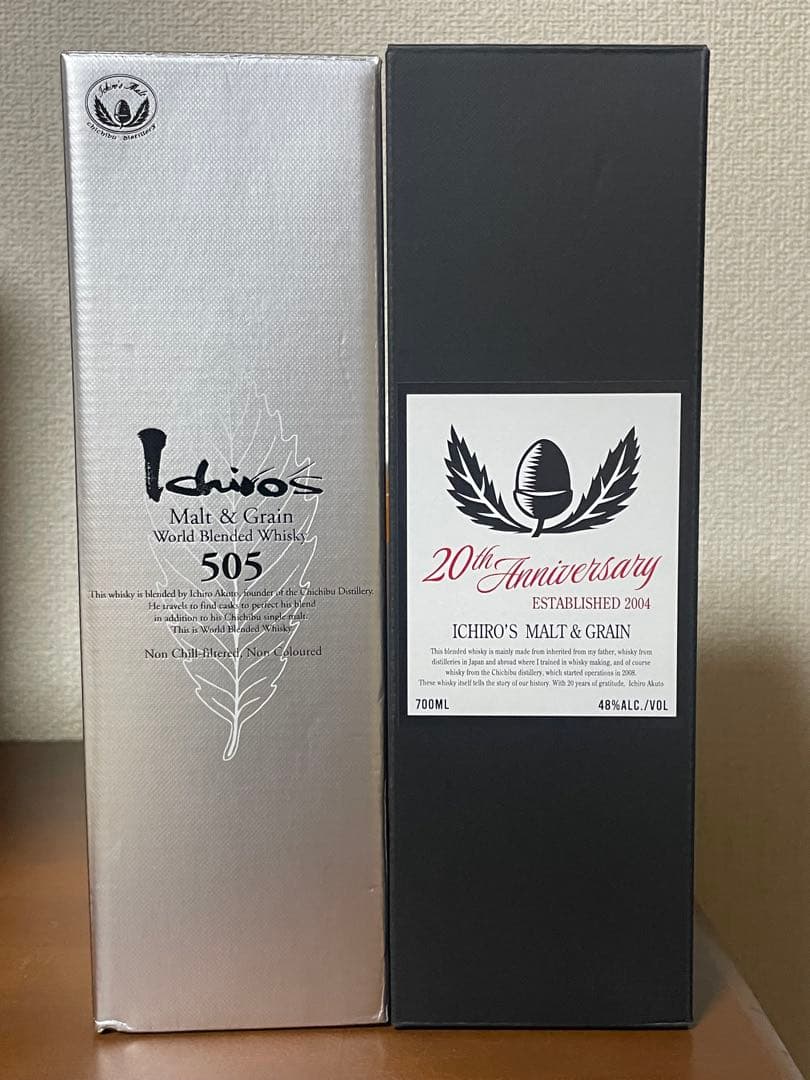 Ichiro's Malt
Chichibu Distillery
Ichiro's
Malt & Grain
World Blended Whisky
505
This whisky is blended by Ichiro Akuto, founder of the Chichibu Distillery.
He travels to find casks to perfect his blend
in addition to his Chichibu single malt.
This is World Blended Whisky.
Non Chill-filtered, Non Coloured
20th Anniversary
ESTABLISHED 2004
ICHIRO'S MALT & GRAIN
This blended whisky is mainly made from inherited from my father, whisky from
distilleries in Japan and abroad where I trained in whisky making, and of course
whisky from the Chichibu distillery, which started operations in 2008.
These whisky itself tells the story of our history. With 20 years of gratitude. Ichiro Akuto
700ML 48%ALC./VOL